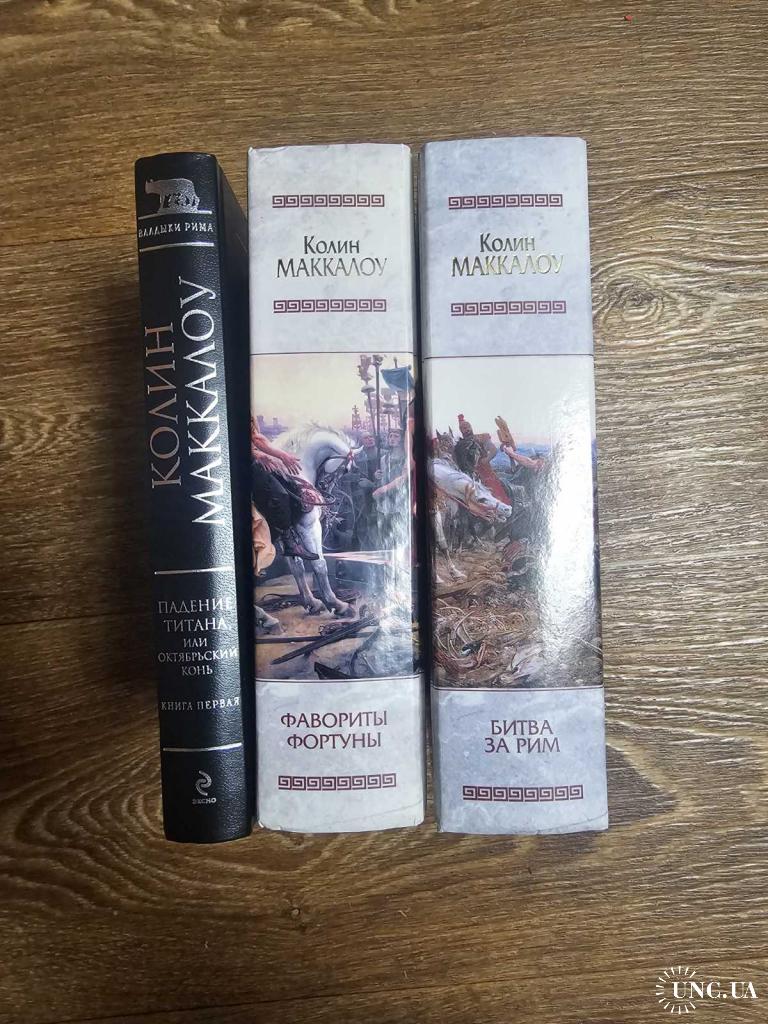 ВЛАДЫКИ РИМА
КОЛИН
МАККАЛОУ
ПАДЕНИЕ
ТИТАНА,
ИЛИ
ОКТЯБРЬСКИЙ
КОНЬ
КНИГА ПЕРВАЯ
ЭКСМО
Колин
МАККАЛОУ
ФАВОРИТЫ
ФОРТУНЫ
Колин
МАККАЛОУ
БИТВА
ЗА РИМ
UNC.UA